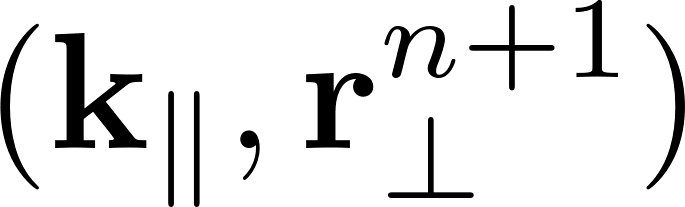 (𝐤_∥, 𝐫_⊥^{n+1})